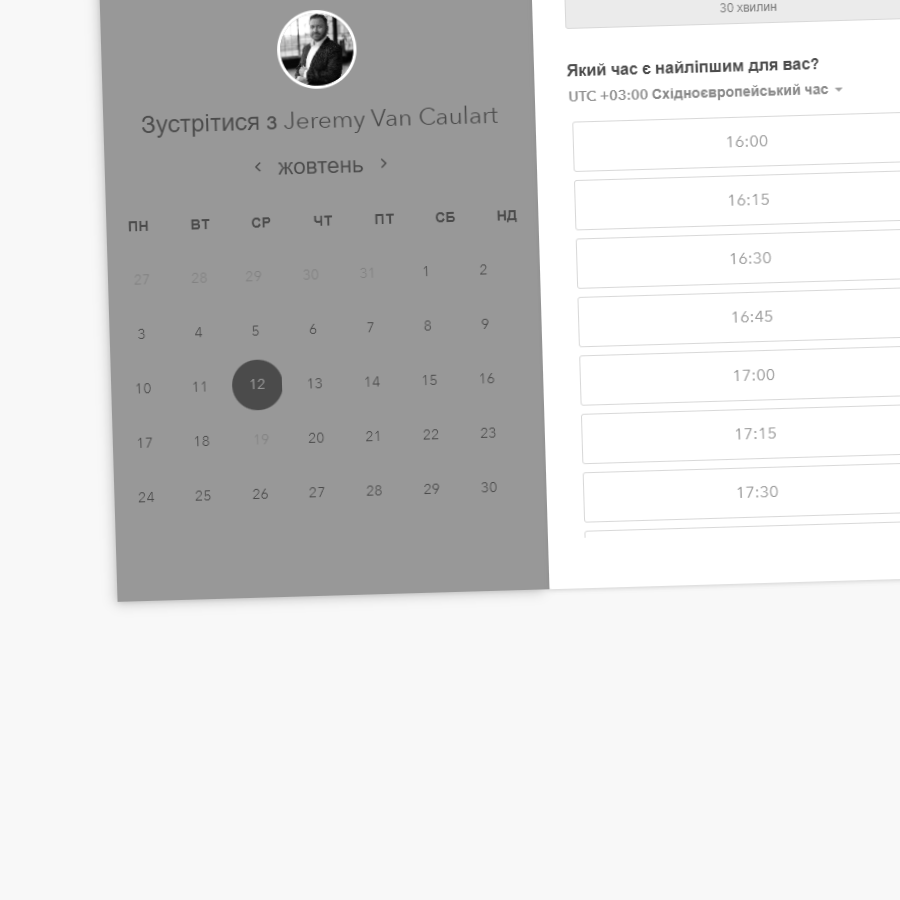 Зустрітися з Jeremy Van Caulart
‹ жовтень ›
ПН ВТ СР ЧТ ПТ СБ НД
27 28 29 30 31 1 2
3 4 5 6 7 8 9
10 11 12 13 14 15 16
17 18 19 20 21 22 23
24 25 26 27 28 29 30
30 хвилин
Який час є найліпшим для вас?
UTC +03:00 Східноєвропейський час
16:00
16:15
16:30
16:45
17:00
17:15
17:30